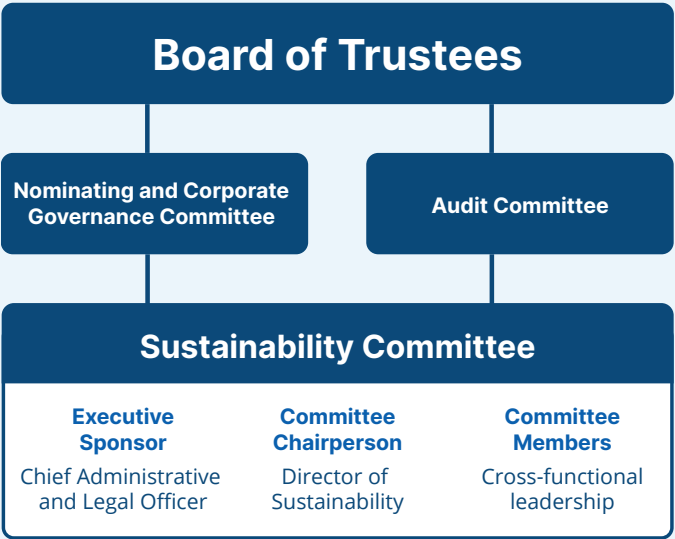 Board of Trustees
Nominating and Corporate
Governance Committee
Audit Committee
Sustainability Committee
Executive
Sponsor
Chief Administrative
and Legal Officer
Committee
Chairperson
Director of
Sustainability
Committee
Members
Cross-functional
leadership